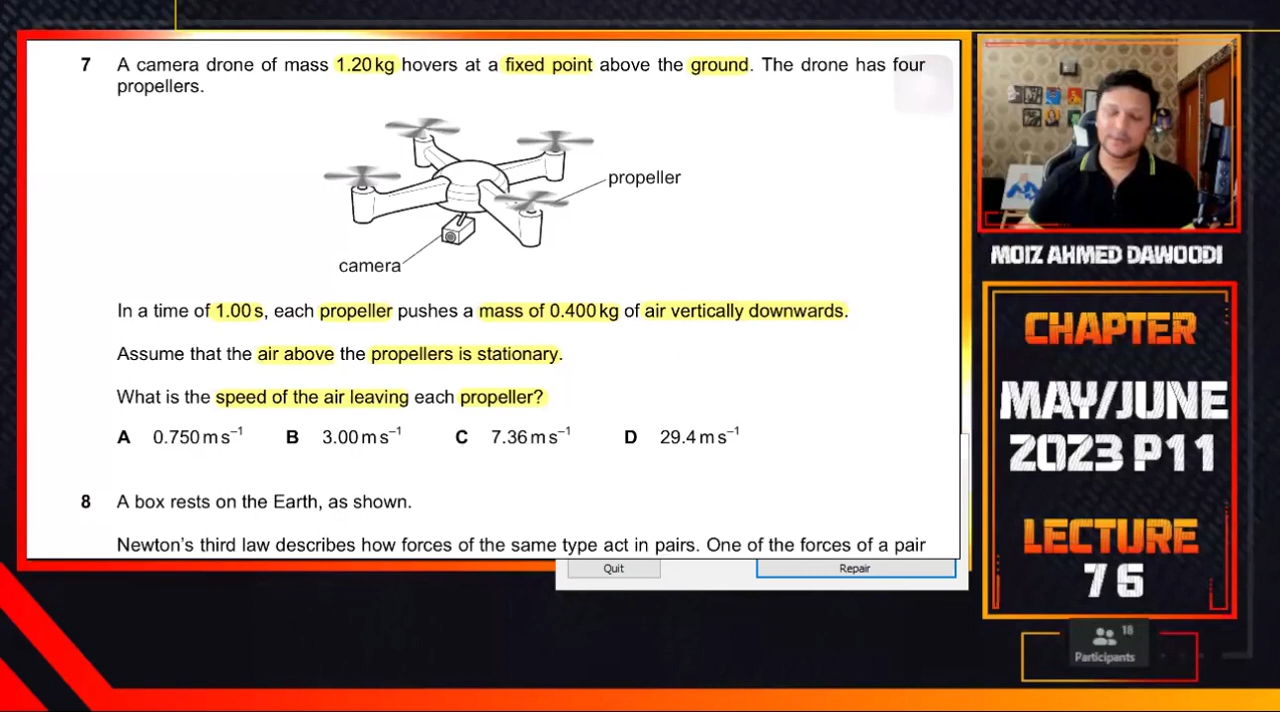 7 A camera drone of mass 1.20 kg hovers at a fixed point above the ground. The drone has four
propellers.
propeller
camera
In a time of 1.00 s, each propeller pushes a mass of 0.400 kg of air vertically downwards.
Assume that the air above the propellers is stationary.
What is the speed of the air leaving each propeller?
A 0.750 m s⁻¹ B 3.00 m s⁻¹ C 7.36 m s⁻¹ D 29.4 m s⁻¹
8 A box rests on the Earth, as shown.
Newton's third law describes how forces of the same type act in pairs. One of the forces of a pair
Quit Repair
MOIZ AHMED DAWOODI
CHAPTER
MAY/JUNE
2023 P11
LECTURE
76
18
Participants